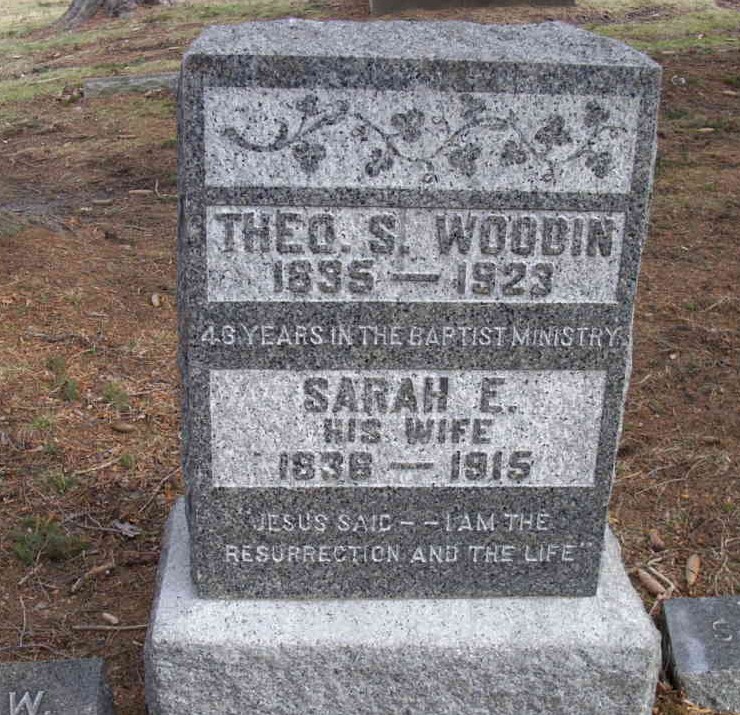 THEO. S. WOODIN
1835 — 1923
48 YEARS IN THE BAPTIST MINISTRY
SARAH E.
HIS WIFE
1838 — 1915
"JESUS SAID -- I AM THE
RESURRECTION AND THE LIFE"
W.
S